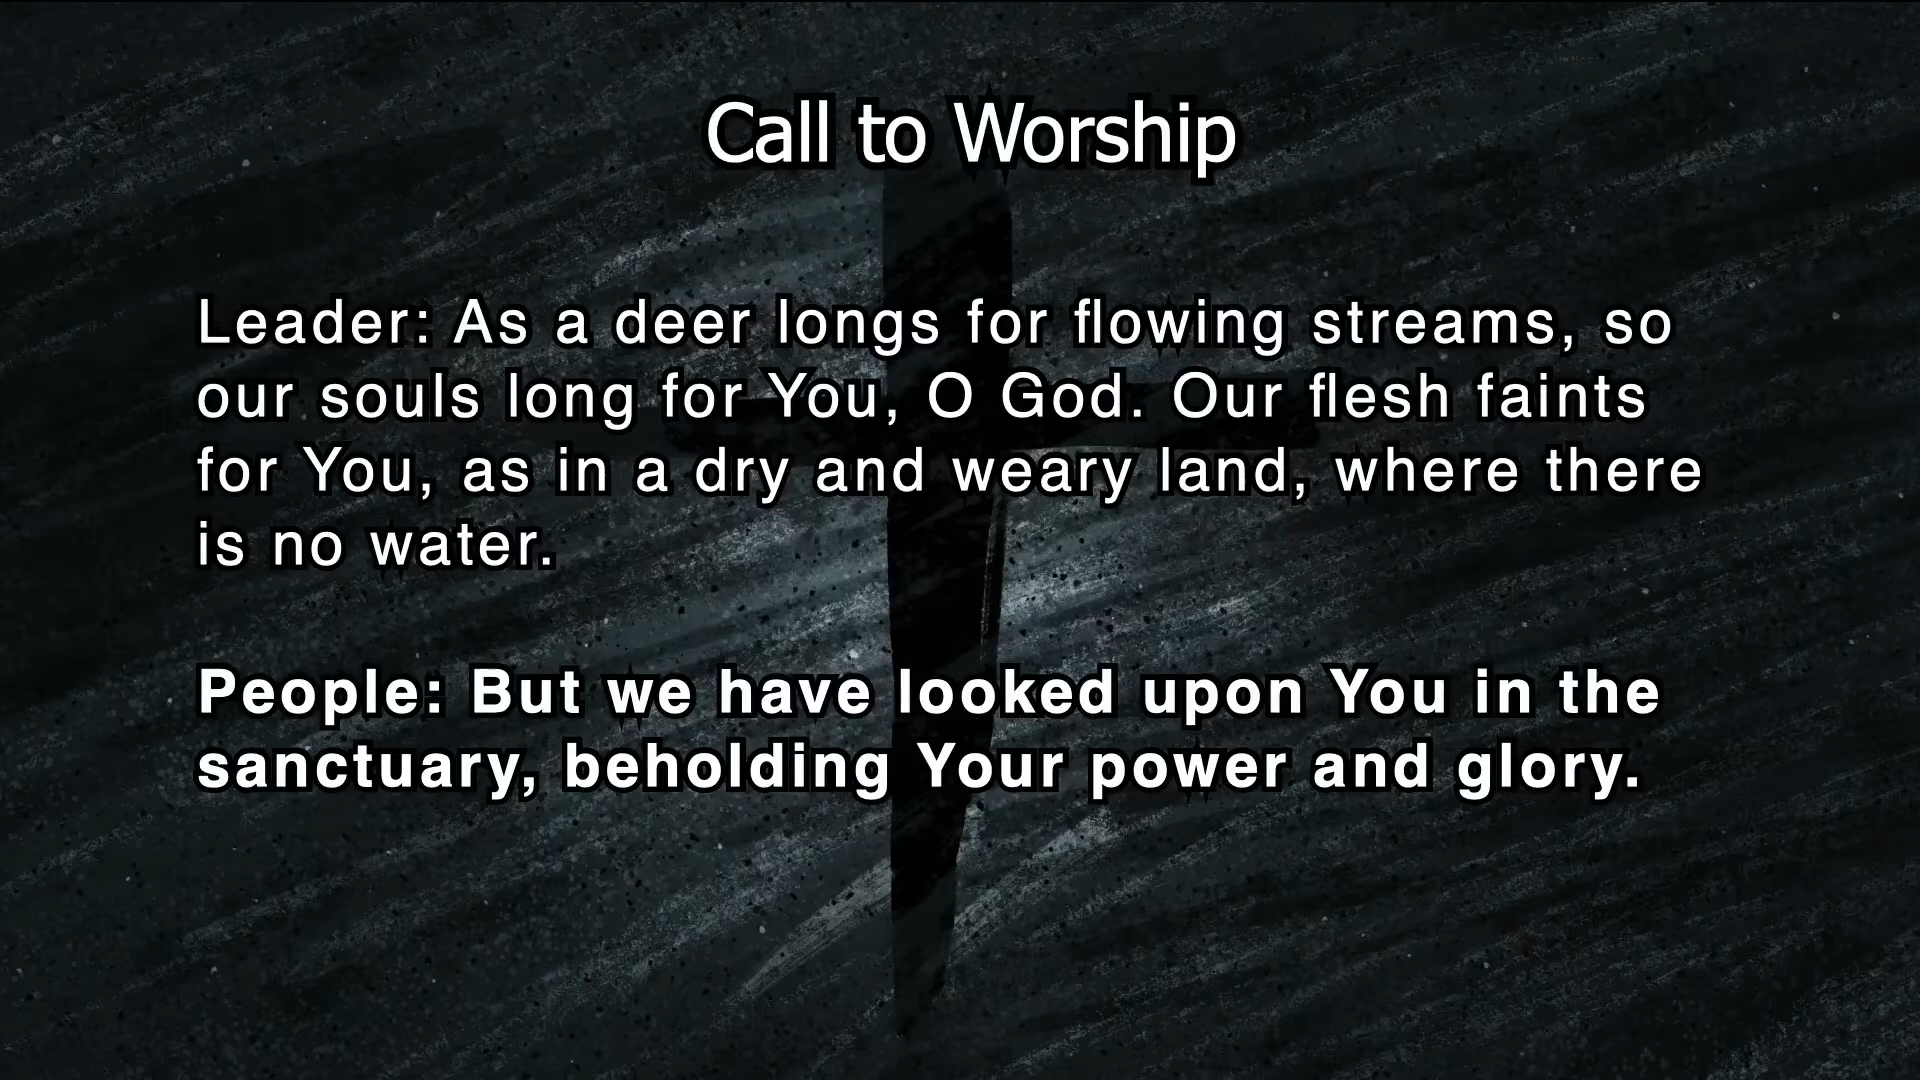 Call to Worship
Leader: As a deer longs for flowing streams, so
our souls long for You, O God. Our flesh faints
for You, as in a dry and weary land, where there
is no water.
People: But we have looked upon You in the
sanctuary, beholding Your power and glory.